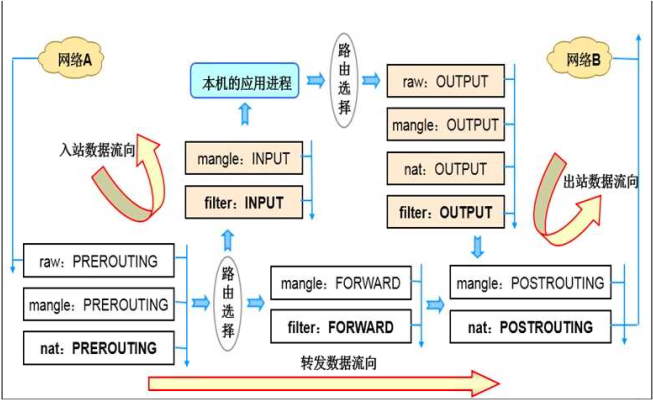 网络A
网络B
本机的应用进程
路由选择
raw：OUTPUT
mangle：OUTPUT
nat：OUTPUT
filter：OUTPUT
入站数据流向
mangle：INPUT
filter：INPUT
出站数据流向
raw：PREROUTING
mangle：PREROUTING
nat：PREROUTING
路由选择
mangle：FORWARD
filter：FORWARD
mangle：POSTROUTING
nat：POSTROUTING
转发数据流向